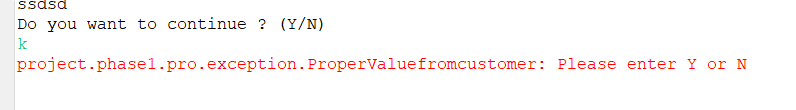 ssdsd
Do you want to continue ? (Y/N)
k
project.phase1.pro.exception.ProperValuefromcustomer: Please enter Y or N